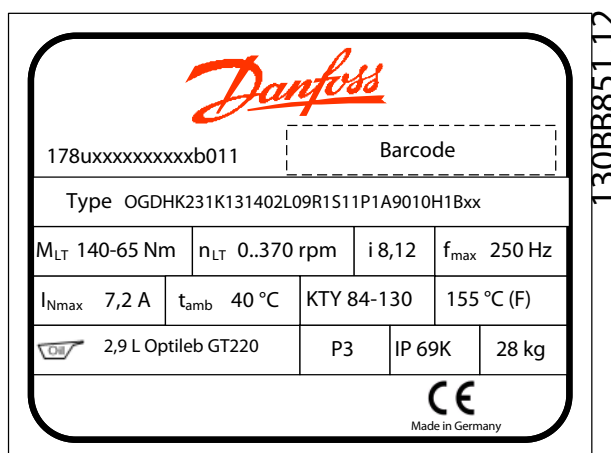 Danfoss
178uxxxxxxxxxxb011 Barcode
Type OGDHK231K131402L09R1S11P1A9010H1Bxx
MLT 140-65 Nm nLT 0..370 rpm i 8,12 fmax 250 Hz
INmax 7,2 A tamb 40 °C KTY 84-130 155 °C (F)
Oil 2,9 L Optileb GT220 P3 IP 69K 28 kg
CE
Made in Germany
130BB851.12